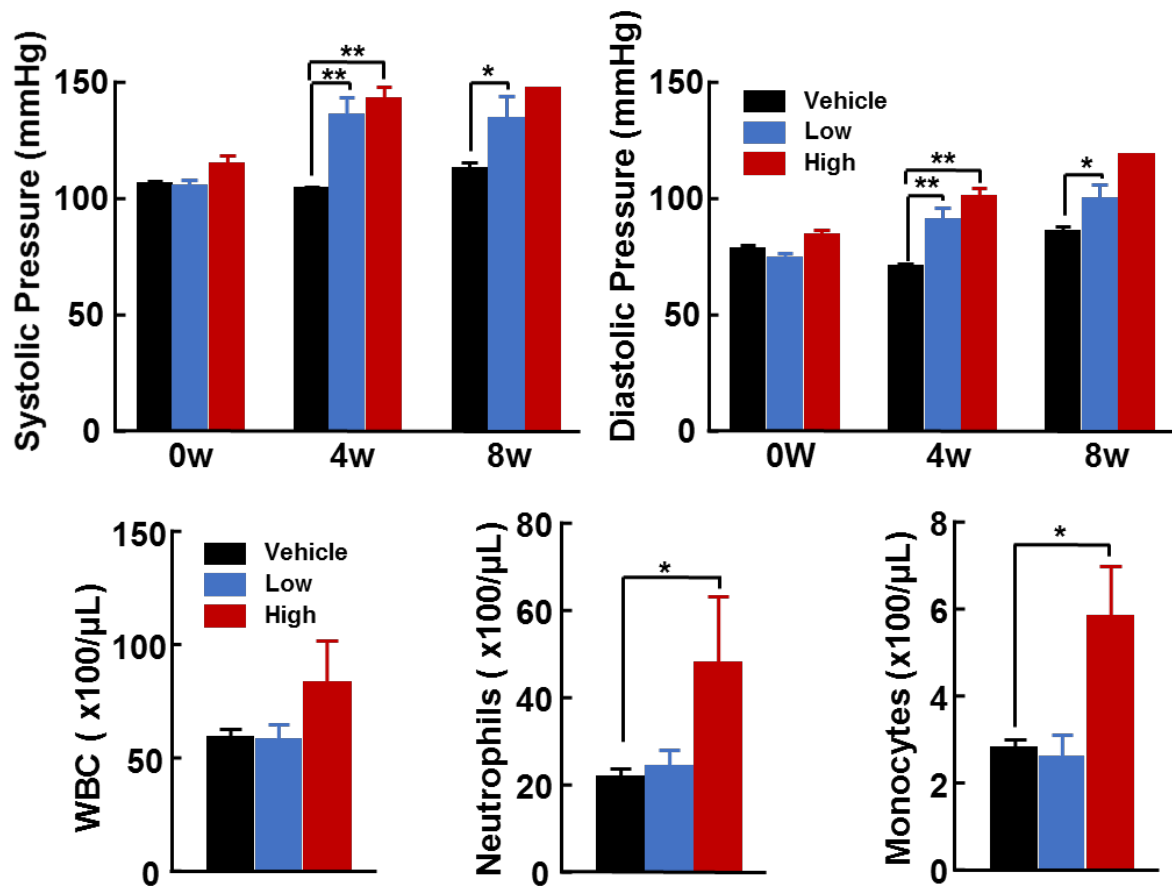 Systolic Pressure (mmHg)
150
100
50
0
**
**
*
0w 4w 8w
Diastolic Pressure (mmHg)
150
100
50
0
Vehicle
Low
High
**
**
*
0W 4w 8w
WBC ( x100/μL)
150
100
50
0
Vehicle
Low
High
Neutrophils ( x100/μL)
80
60
40
20
0
*
Monocytes (x100/μL)
8
6
4
2
0
*